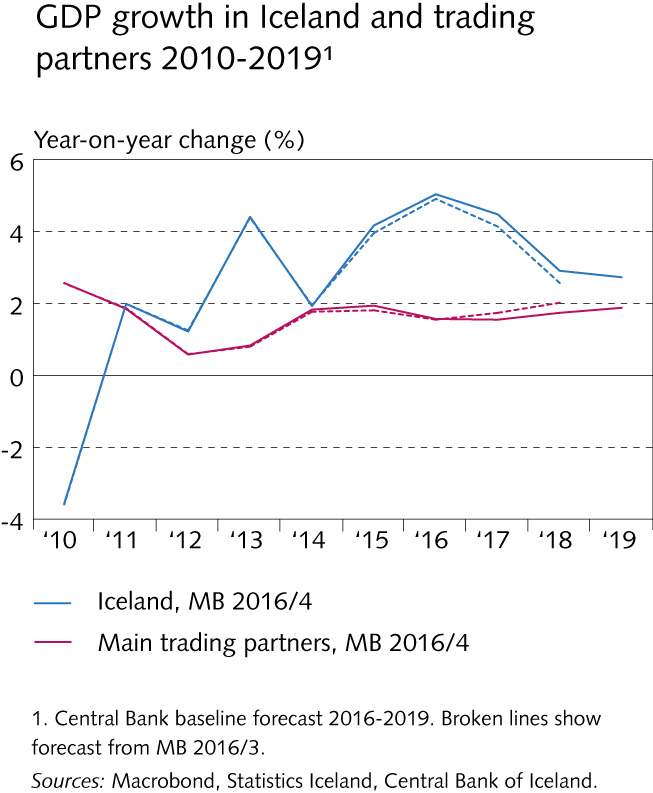 GDP growth in Iceland and trading
partners 2010-2019¹
Year-on-year change (%)
6
4
2
0
-2
-4
‘10 ‘11 ‘12 ‘13 ‘14 ‘15 ‘16 ‘17 ‘18 ‘19
Iceland, MB 2016/4
Main trading partners, MB 2016/4
1. Central Bank baseline forecast 2016-2019. Broken lines show
forecast from MB 2016/3.
Sources: Macrobond, Statistics Iceland, Central Bank of Iceland.